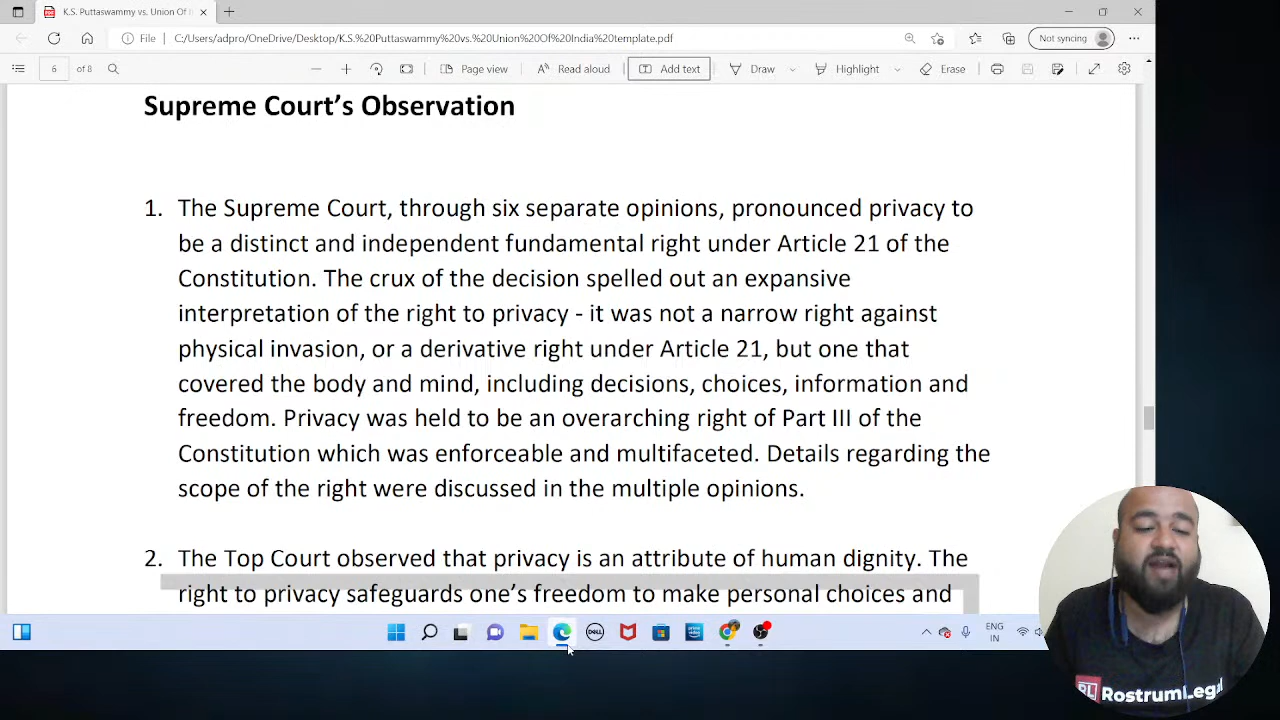 K.S. Puttaswammy vs. Union Of I
File
C:/Users/adpro/OneDrive/Desktop/K.S.%20Puttaswammy%20vs.%20Union%20Of%20India%20template.pdf
Not syncing
6 of 8
Page view
Read aloud
Add text
Draw
Highlight
Erase
Supreme Court's Observation
1. The Supreme Court, through six separate opinions, pronounced privacy to
be a distinct and independent fundamental right under Article 21 of the
Constitution. The crux of the decision spelled out an expansive
interpretation of the right to privacy - it was not a narrow right against
physical invasion, or a derivative right under Article 21, but one that
covered the body and mind, including decisions, choices, information and
freedom. Privacy was held to be an overarching right of Part III of the
Constitution which was enforceable and multifaceted. Details regarding the
scope of the right were discussed in the multiple opinions.
2. The Top Court observed that privacy is an attribute of human dignity. The
right to privacy safeguards one's freedom to make personal choices and
DELL
prime video
ENG
IN
RL RostrumLegal